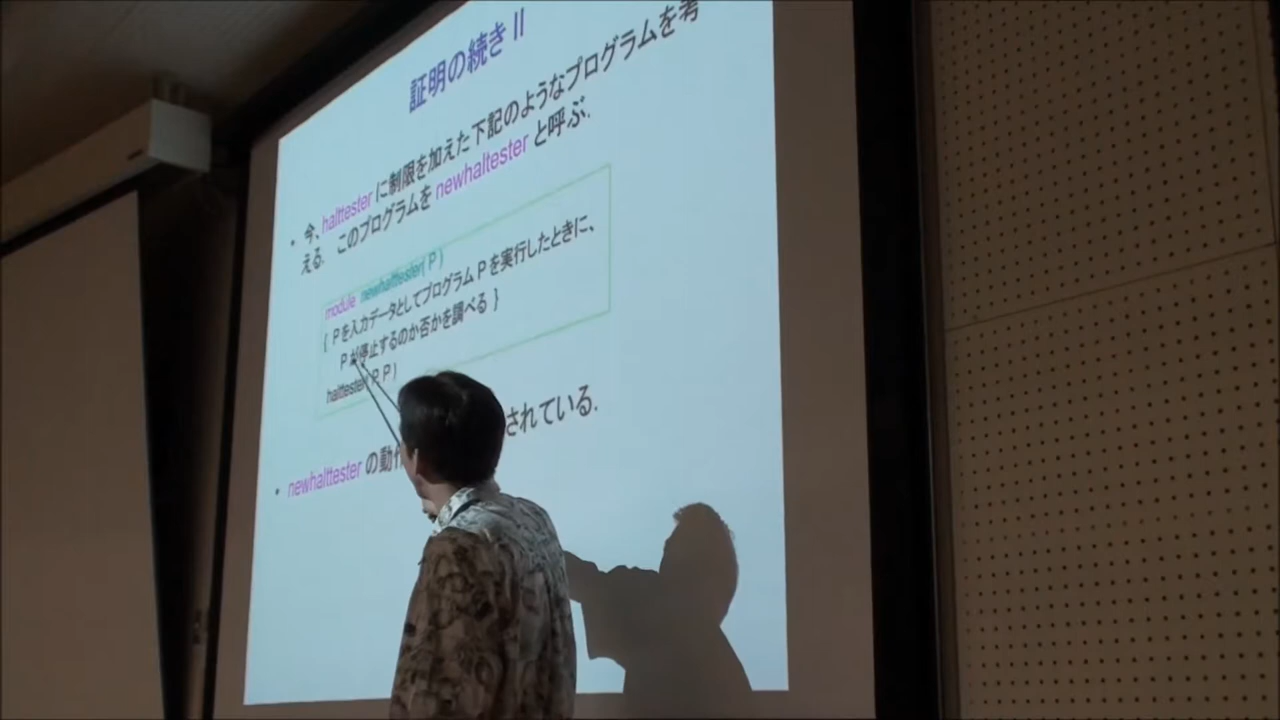 証明の続き II
• 今、halttester に制限を加えた下記のようなプログラムを考
える. このプログラムを newhaltester と呼ぶ.
module newhalttester( P )
{ P を入力データとしてプログラム P を実行したときに、
P が停止するのか否かを調べる }
halttester( P, P )
• newhalttester の動作 されている.